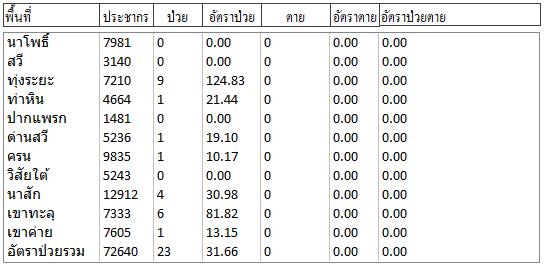 พื้นที่ ประชากร ป่วย อัตราป่วย ตาย อัตราตาย อัตราป่วยตาย
นาโพธิ์ 7981 0 0.00 0 0.00 0.00
สวี 3140 0 0.00 0 0.00 0.00
ทุ่งระยะ 7210 9 124.83 0 0.00 0.00
ท่าหิน 4664 1 21.44 0 0.00 0.00
ปากแพรก 1481 0 0.00 0 0.00 0.00
ด่านสวี 5236 1 19.10 0 0.00 0.00
ครน 9835 1 10.17 0 0.00 0.00
วิสัยใต้ 5243 0 0.00 0 0.00 0.00
นาสัก 12912 4 30.98 0 0.00 0.00
เขาทะลุ 7333 6 81.82 0 0.00 0.00
เขาค่าย 7605 1 13.15 0 0.00 0.00
อัตราป่วยรวม 72640 23 31.66 0 0.00 0.00